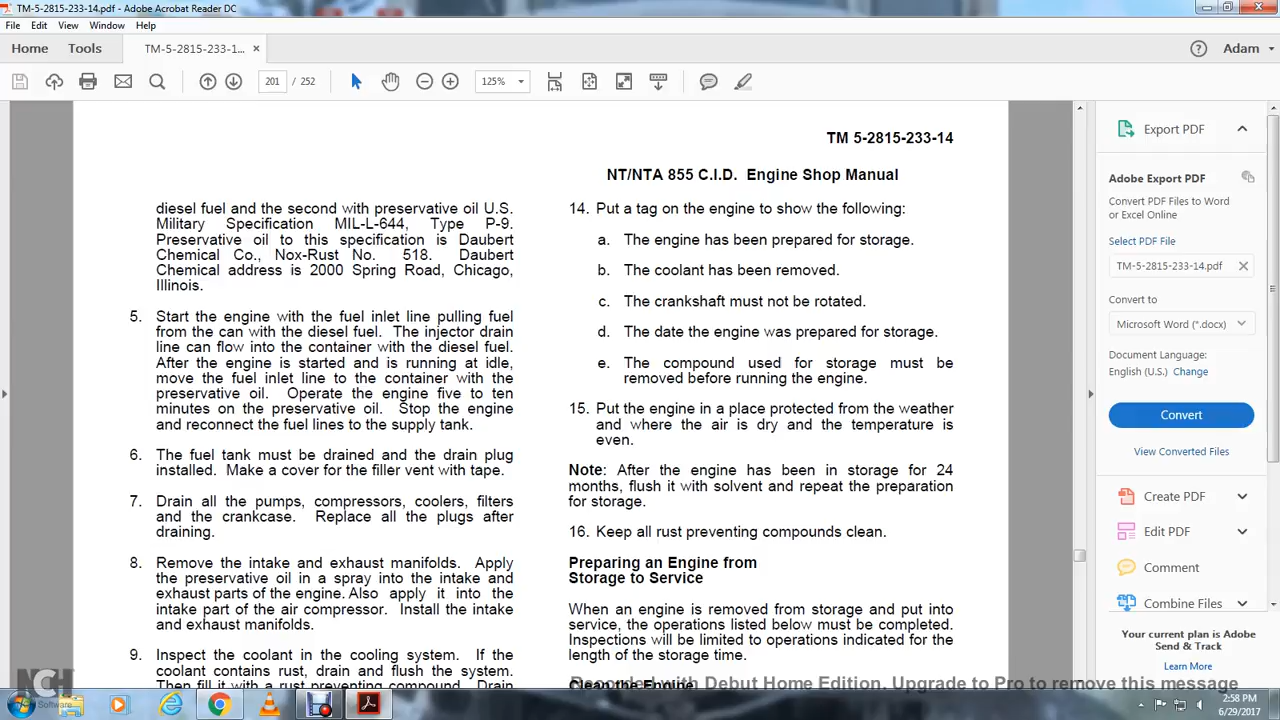 TM-5-2815-233-14.pdf - Adobe Acrobat Reader DC
File Edit View Window Help
Home Tools TM-5-2815-233-1... × Adam
201 / 252 125%
TM 5-2815-233-14
NT/NTA 855 C.I.D. Engine Shop Manual
diesel fuel and the second with preservative oil U.S.
Military Specification MIL-L-644, Type P-9.
Preservative oil to this specification is Daubert
Chemical Co., Nox-Rust No. 518. Daubert
Chemical address is 2000 Spring Road, Chicago,
Illinois.
5. Start the engine with the fuel inlet line pulling fuel
from the can with the diesel fuel. The injector drain
line can flow into the container with the diesel fuel.
After the engine is started and is running at idle,
move the fuel inlet line to the container with the
preservative oil. Operate the engine five to ten
minutes on the preservative oil. Stop the engine
and reconnect the fuel lines to the supply tank.
6. The fuel tank must be drained and the drain plug
installed. Make a cover for the filler vent with tape.
7. Drain all the pumps, compressors, coolers, filters
and the crankcase. Replace all the plugs after
draining.
8. Remove the intake and exhaust manifolds. Apply
the preservative oil in a spray into the intake and
exhaust parts of the engine. Also apply it into the
intake part of the air compressor. Install the intake
and exhaust manifolds.
9. Inspect the coolant in the cooling system. If the
coolant contains rust, drain and flush the system.
Then fill it with a rust preventing compound. Drain
14. Put a tag on the engine to show the following:
a. The engine has been prepared for storage.
b. The coolant has been removed.
c. The crankshaft must not be rotated.
d. The date the engine was prepared for storage.
e. The compound used for storage must be
removed before running the engine.
15. Put the engine in a place protected from the weather
and where the air is dry and the temperature is
even.
Note: After the engine has been in storage for 24
months, flush it with solvent and repeat the preparation
for storage.
16. Keep all rust preventing compounds clean.
Preparing an Engine from
Storage to Service
When an engine is removed from storage and put into
service, the operations listed below must be completed.
Inspections will be limited to operations indicated for the
length of the storage time.
Clean the Engine
Export PDF
Adobe Export PDF
Convert PDF Files to Word
or Excel Online
Select PDF File
TM-5-2815-233-14.pdf
Convert to
Microsoft Word (*.docx)
Document Language:
English (U.S.) Change
Convert
View Converted Files
Create PDF
Edit PDF
Comment
Combine Files
Your current plan is Adobe
Send & Track
Learn More
NCH
Software
Recorded with Debut Home Edition. Upgrade to Pro to remove this message
2:58 PM
6/29/2017